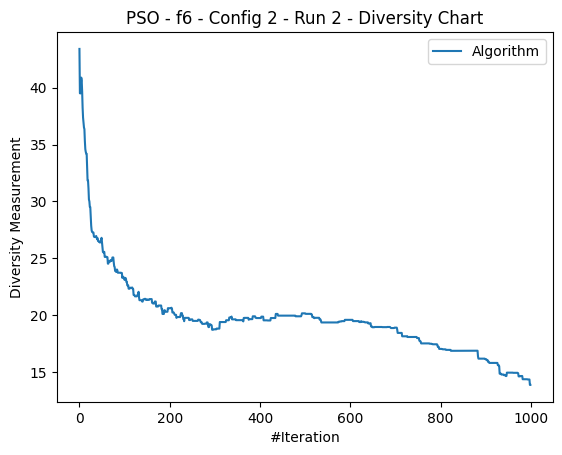 PSO - f6 - Config 2 - Run 2 - Diversity Chart
Algorithm
Diversity Measurement
40
35
30
25
20
15
0 200 400 600 800 1000
#Iteration